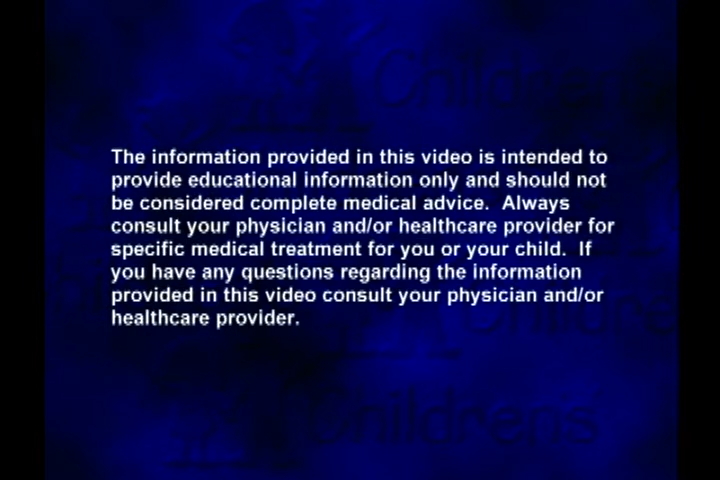 Children's
The information provided in this video is intended to
provide educational information only and should not
be considered complete medical advice.  Always
consult your physician and/or healthcare provider for
specific medical treatment for you or your child.  If
you have any questions regarding the information
provided in this video consult your physician and/or
healthcare provider.
Childre
Children's